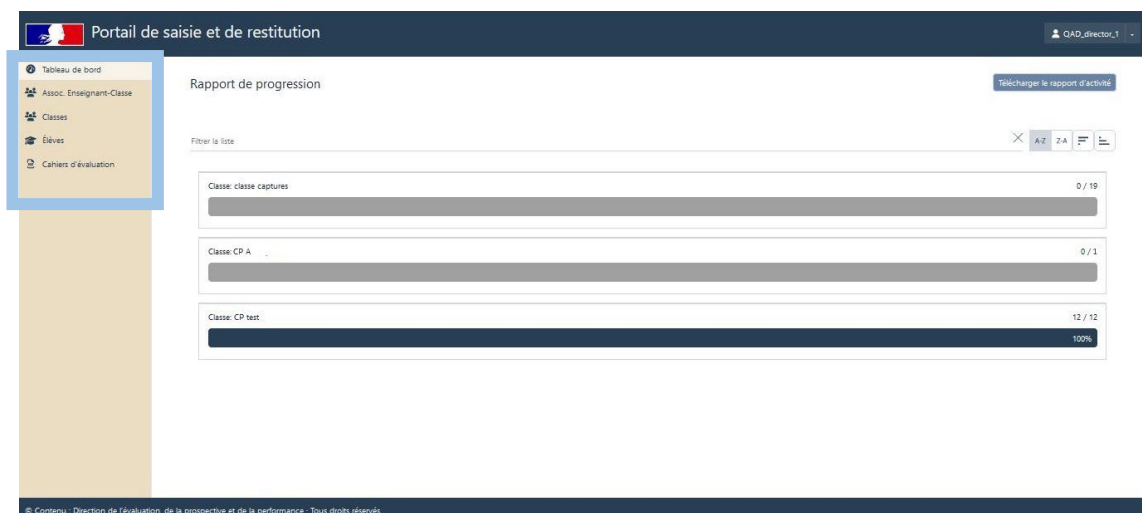 Portail de saisie et de restitution
QAD_director_1
Tableau de bord
Assoc. Enseignant-Classe
Classes
Élèves
Cahiers d'évaluation
Rapport de progression
Télécharger le rapport d'activité
Filtrer la liste
A-Z Z-A
Classe: classe captures 0 / 19
Classe: CP A 0 / 1
Classe: CP test 12 / 12
100%
© Contenu : Direction de l'évaluation, de la prospective et de la performance - Tous droits réservés